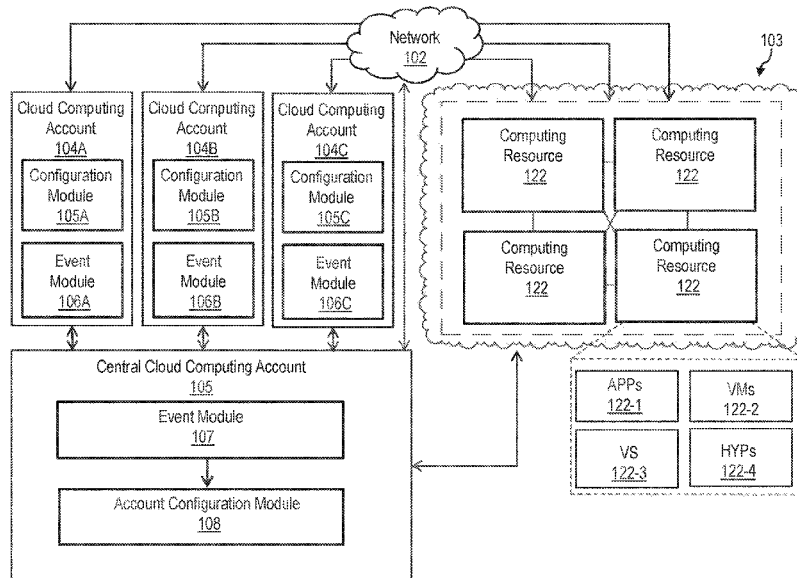 Network
102
103
Cloud Computing
Account
104A
Configuration
Module
105A
Event
Module
106A
Cloud Computing
Account
104B
Configuration
Module
105B
Event
Module
106B
Cloud Computing
Account
104C
Configuration
Module
105C
Event
Module
106C
Computing
Resource
122
Computing
Resource
122
Computing
Resource
122
Computing
Resource
122
Central Cloud Computing Account
105
Event Module
107
Account Configuration Module
108
APPs
122-1
VMs
122-2
VS
122-3
HYPs
122-4